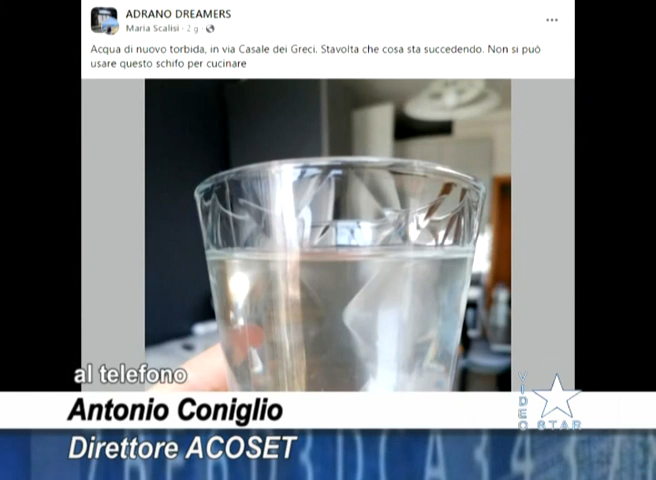 ADRANO DREAMERS
Maria Scalisi · 2 g ·
Acqua di nuovo torbida, in via Casale dei Greci. Stavolta che cosa sta succedendo. Non si può
usare questo schifo per cucinare
al telefono
Antonio Coniglio
Direttore ACOSET
VIDEO
STAR